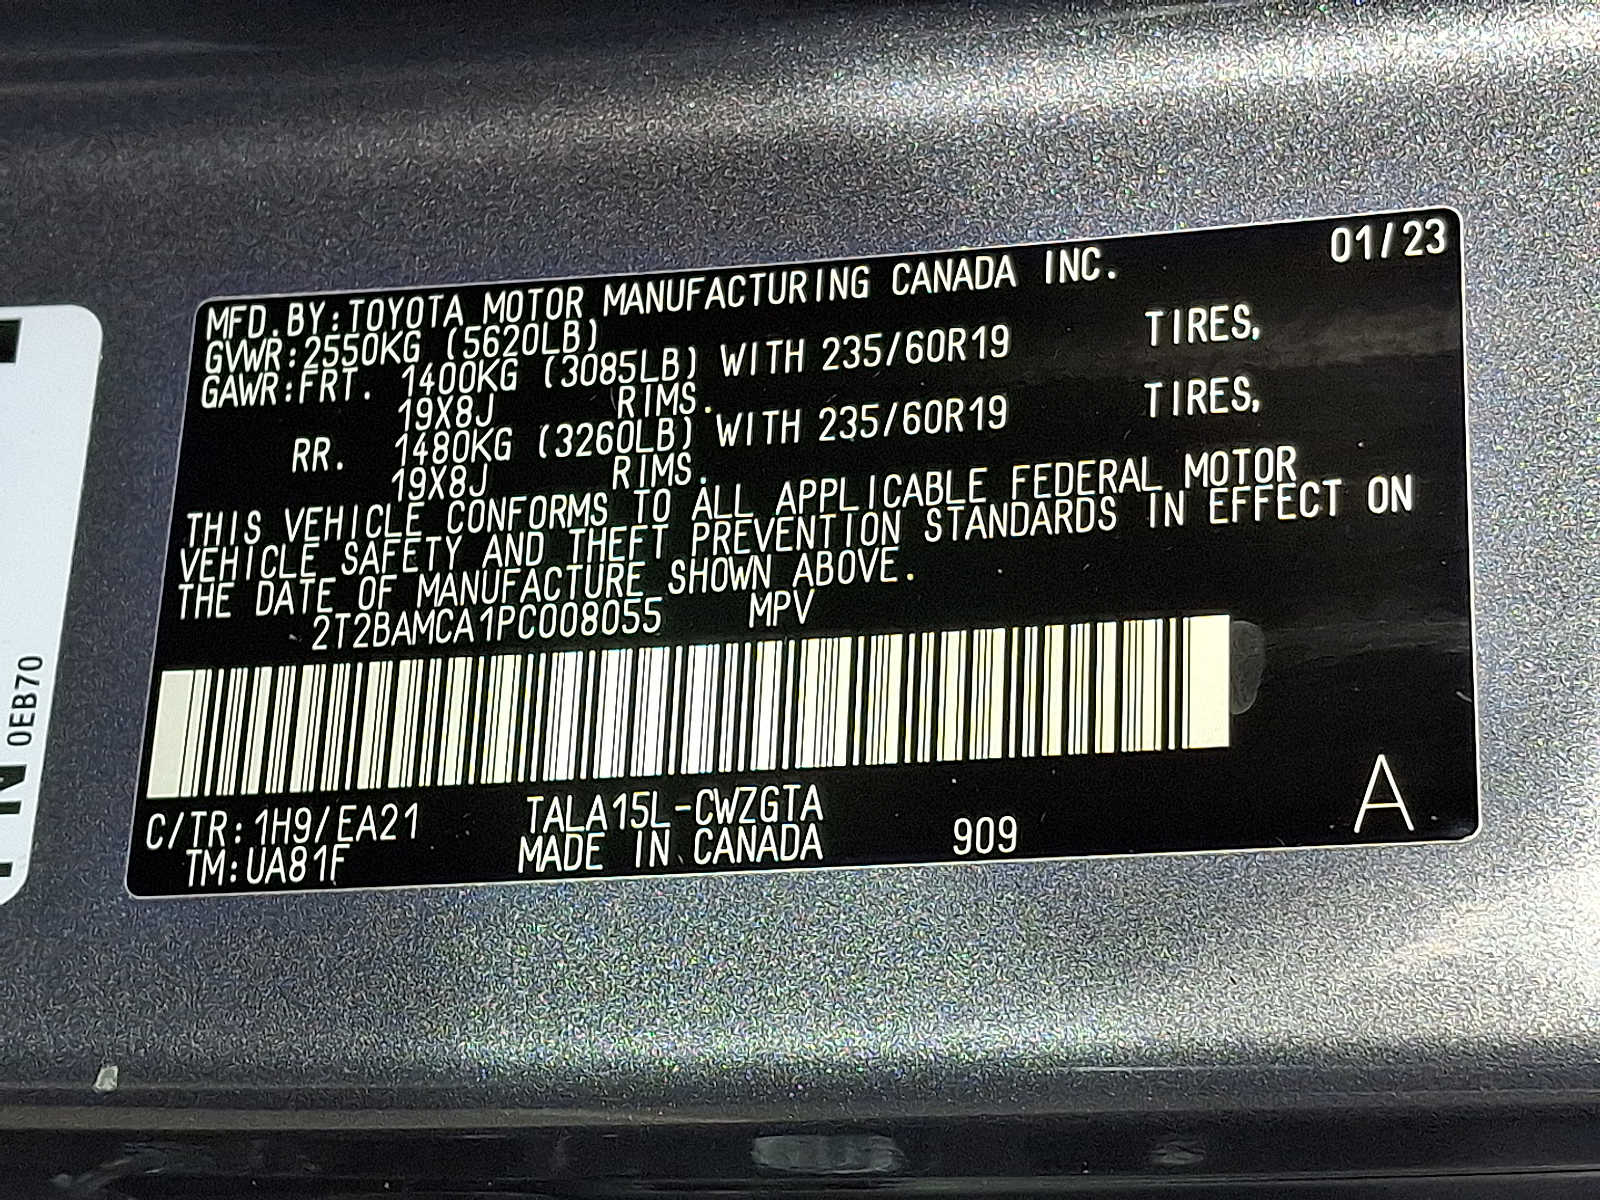 MFD.BY:TOYOTA MOTOR MANUFACTURING CANADA INC. 01/23
GVWR:2550KG (5620LB)
GAWR:FRT. 1400KG (3085LB) WITH 235/60R19 TIRES,
19X8J RIMS.
RR. 1480KG (3260LB) WITH 235/60R19 TIRES,
19X8J RIMS.
THIS VEHICLE CONFORMS TO ALL APPLICABLE FEDERAL MOTOR
VEHICLE SAFETY AND THEFT PREVENTION STANDARDS IN EFFECT ON
THE DATE OF MANUFACTURE SHOWN ABOVE.
2T2BAMCA1PC008055 MPV
C/TR:1H9/EA21 TALA15L-CWZGTA
TM:UA81F MADE IN CANADA 909 A
0EB70